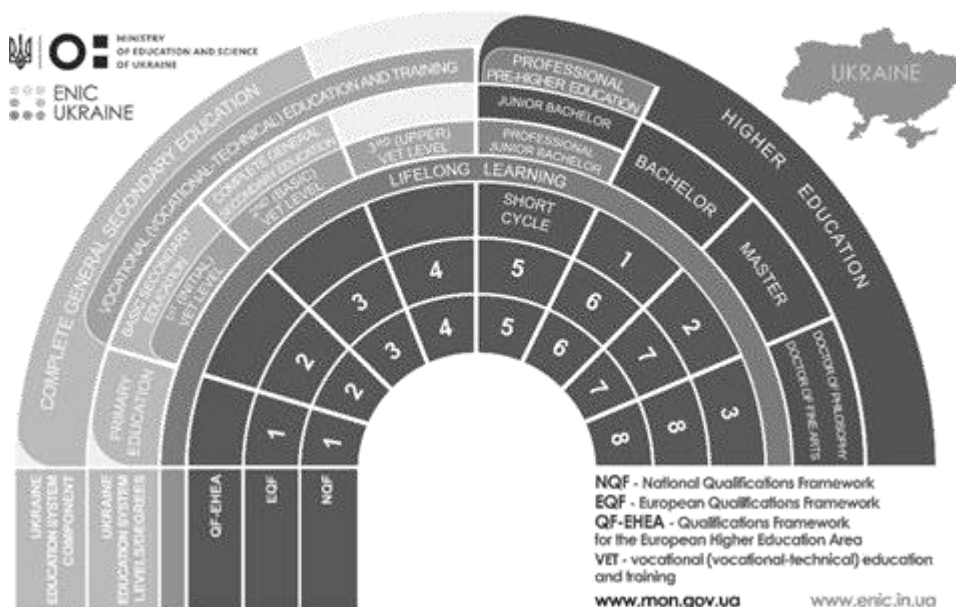 MINISTRY
OF EDUCATION AND SCIENCE
OF UKRAINE
ENIC
UKRAINE
UKRAINE
COMPLETE GENERAL SECONDARY EDUCATION
VOCATIONAL (VOCATIONAL-TECHNICAL) EDUCATION AND TRAINING
HIGHER EDUCATION
PRIMARY
EDUCATION
BASIC SECONDARY
EDUCATION
1ST (INITIAL)
VET LEVEL
COMPLETE GENERAL
SECONDARY EDUCATION
2ND (BASIC)
VET LEVEL
3RD (UPPER)
VET LEVEL
PROFESSIONAL
PRE-HIGHER EDUCATION
JUNIOR BACHELOR
PROFESSIONAL
JUNIOR BACHELOR
BACHELOR
MASTER
DOCTOR OF PHILOSOPHY
DOCTOR OF FINE ARTS
LIFELONG LEARNING
SHORT
CYCLE
1
2
3
1
2
3
4
5
6
7
8
1
2
3
4
5
6
7
8
UKRAINE
EDUCATION SYSTEM
COMPONENT
UKRAINE
EDUCATION SYSTEM
LEVELS/DEGREES
QF-EHEA
EQF
NQF
NQF - National Qualifications Framework
EQF - European Qualifications Framework
QF-EHEA - Qualifications Framework
for the European Higher Education Area
VET - vocational (vocational-technical) education
and training
www.mon.gov.ua
www.enic.in.ua